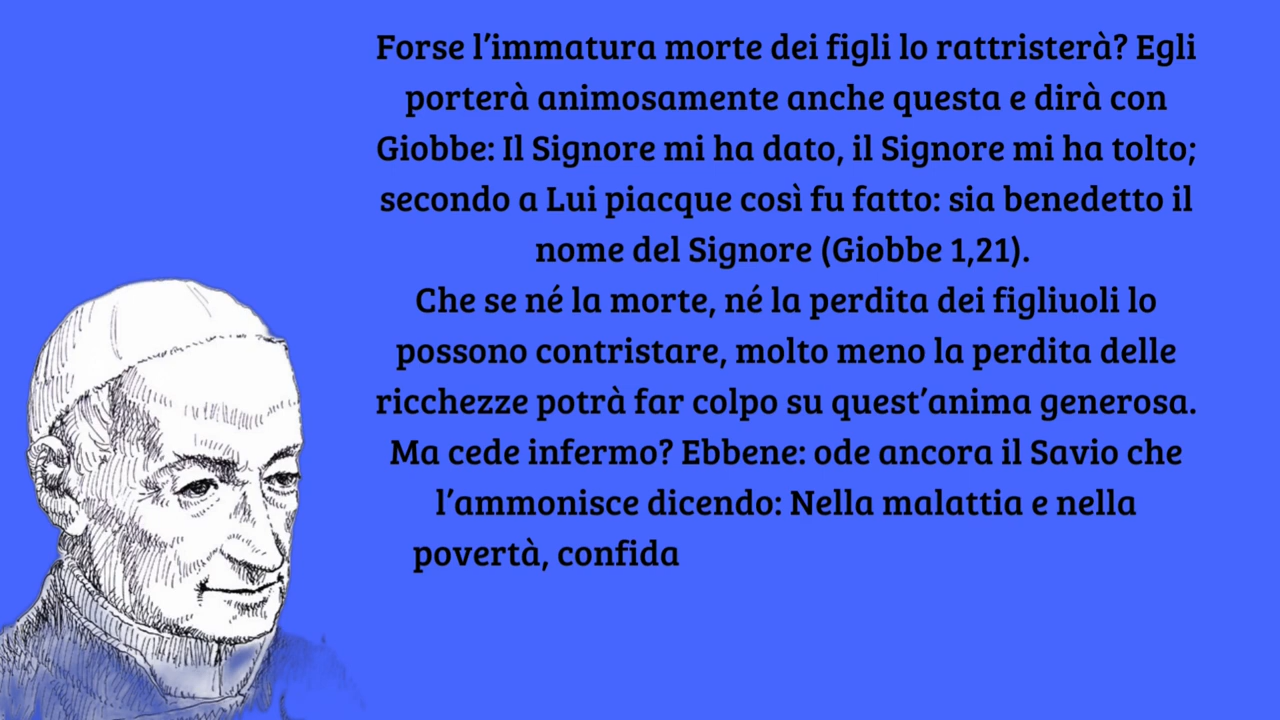 Forse l’immatura morte dei figli lo rattristerà? Egli
porterà animosamente anche questa e dirà con
Giobbe: Il Signore mi ha dato, il Signore mi ha tolto;
secondo a Lui piacque così fu fatto: sia benedetto il
nome del Signore (Giobbe 1,21).
Che se né la morte, né la perdita dei figliuoli lo
possono contristare, molto meno la perdita delle
ricchezze potrà far colpo su quest’anima generosa.
Ma cede infermo? Ebbene: ode ancora il Savio che
l’ammonisce dicendo: Nella malattia e nella
povertà, confida